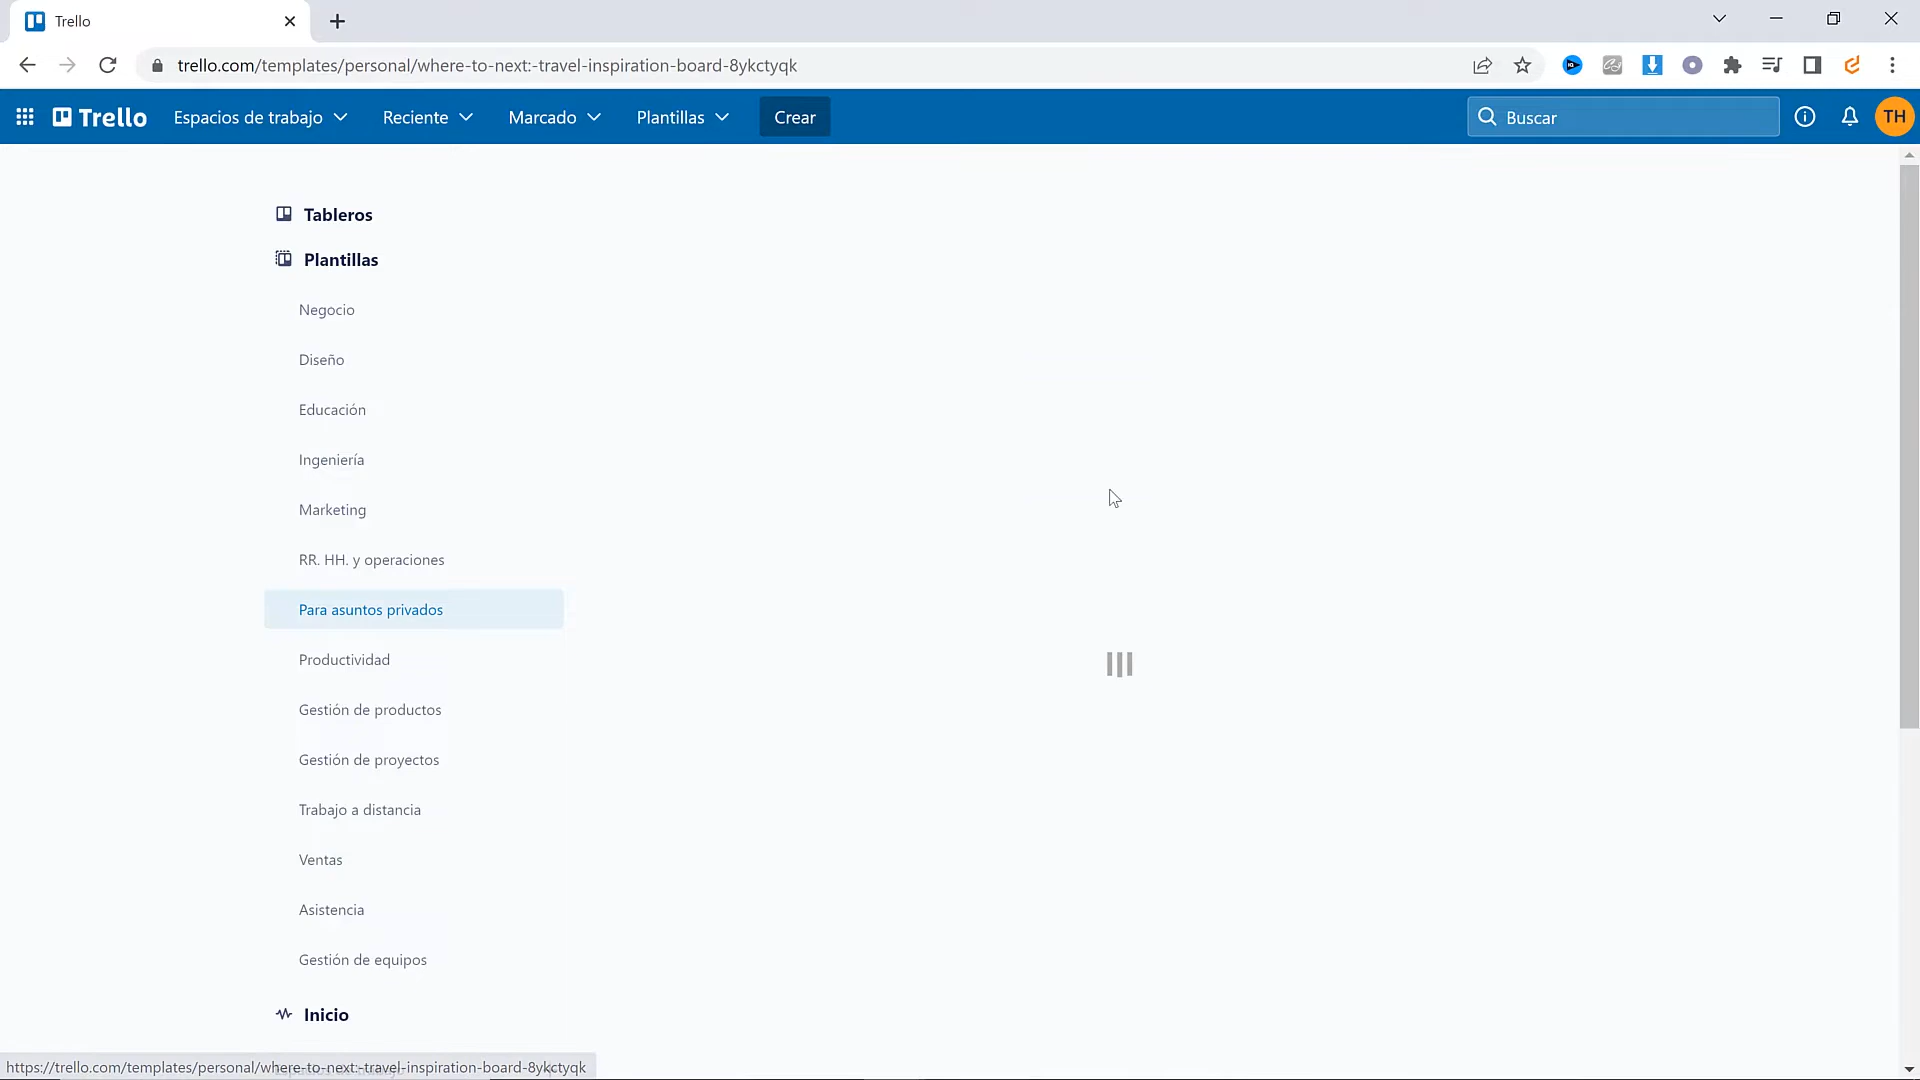 Trello
trello.com/templates/personal/where-to-next:-travel-inspiration-board-8ykctyqk
Trello
Espacios de trabajo
Reciente
Marcado
Plantillas
Crear
Buscar
TH
Tableros
Plantillas
Negocio
Diseño
Educación
Ingeniería
Marketing
RR. HH. y operaciones
Para asuntos privados
Productividad
Gestión de productos
Gestión de proyectos
Trabajo a distancia
Ventas
Asistencia
Gestión de equipos
Inicio
https://trello.com/templates/personal/where-to-next:-travel-inspiration-board-8ykctyqk